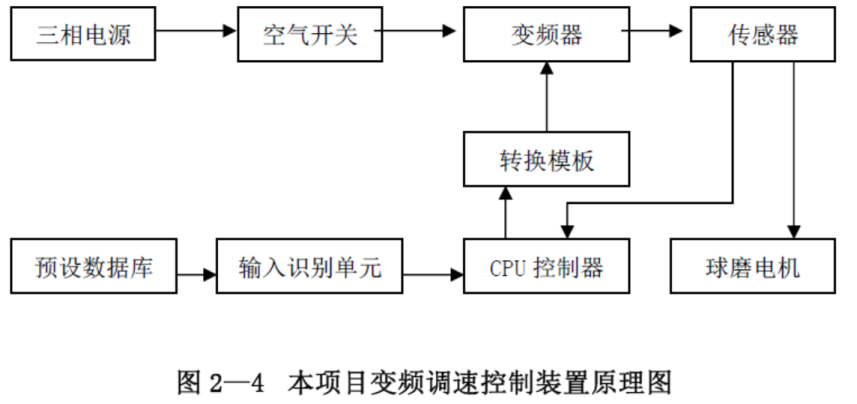 三相电源
空气开关
变频器
传感器
转换模板
预设数据库
输入识别单元
CPU 控制器
球磨电机
图 2—4 本项目变频调速控制装置原理图